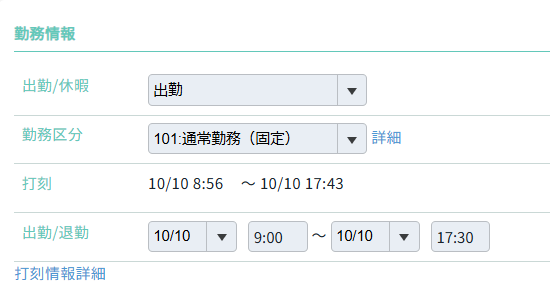 勤務情報
出勤/休暇 出勤
勤務区分 101:通常勤務（固定） 詳細
打刻 10/10 8:56 ～ 10/10 17:43
出勤/退勤 10/10 9:00 ～ 10/10 17:30
打刻情報詳細